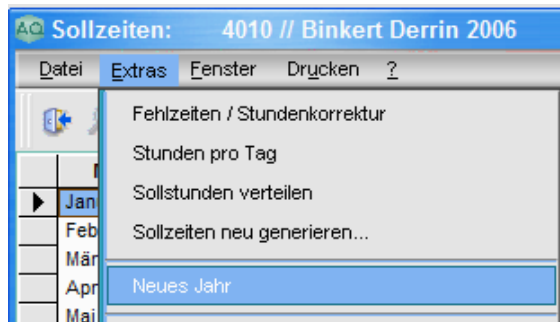 AQ Sollzeiten: 4010 // Binkert Derrin 2006
Datei Extras Fenster Drucken ?
Fehlzeiten / Stundenkorrektur
Stunden pro Tag
Sollstunden verteilen
Sollzeiten neu generieren...
Neues Jahr
Jan
Feb
Mär
Apr
Mai